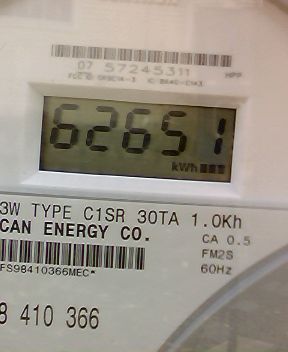 07 57245311
HPP
62651
kWh
3W TYPE C1SR 30TA 1.0Kh
CAN ENERGY CO.
CA 0.5
FM2S
60Hz
FS98410366MEC*
8 410 366